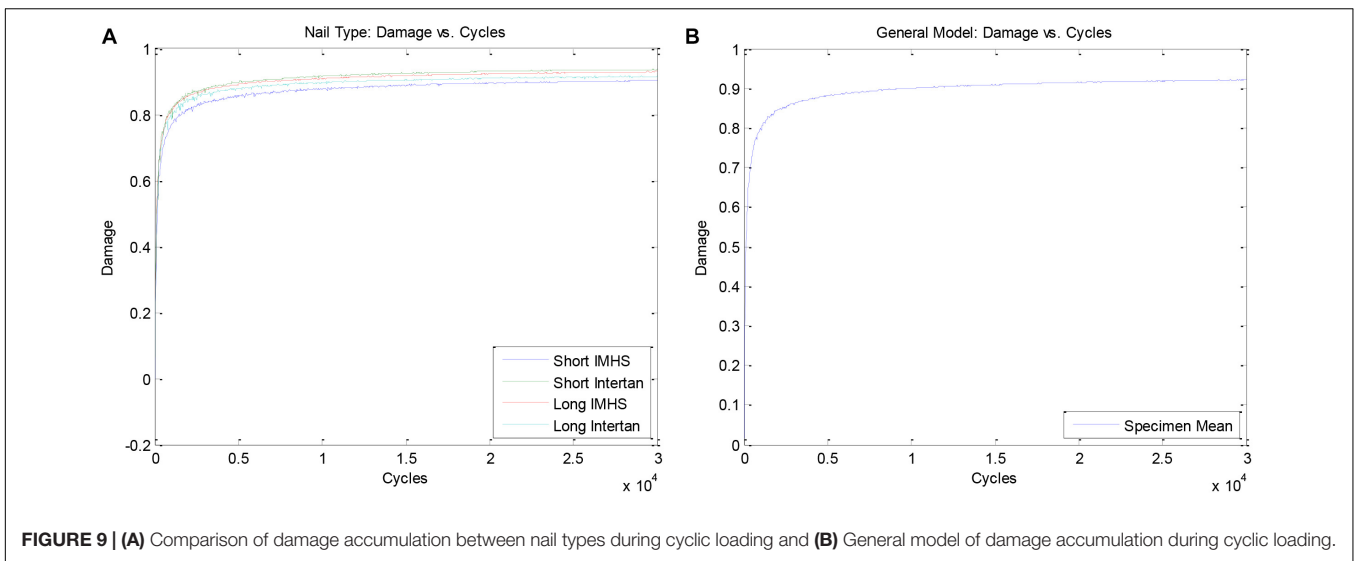 A
Nail Type: Damage vs. Cycles
1
0.8
0.6
0.4
0.2
0
-0.2
Damage
0
0.5
1
1.5
2
2.5
3
Cycles
x 10^4
Short IMHS
Short Intertan
Long IMHS
Long Intertan
B
General Model: Damage vs. Cycles
1
0.9
0.8
0.7
0.6
0.5
0.4
0.3
0.2
0.1
0
Damage
0
0.5
1
1.5
2
2.5
3
Cycles
x 10^4
Specimen Mean
FIGURE 9 | (A) Comparison of damage accumulation between nail types during cyclic loading and (B) General model of damage accumulation during cyclic loading.